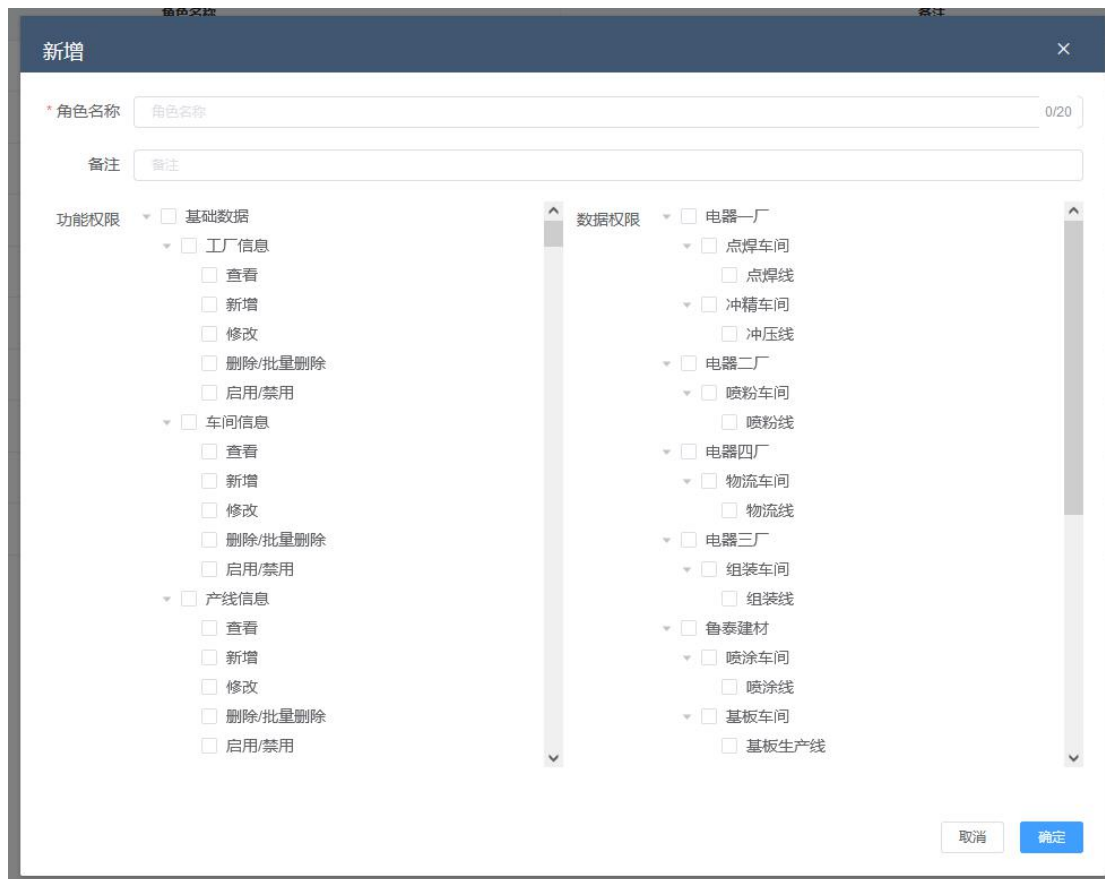 角色名称 备注
新增
* 角色名称 角色名称 0/20
备注 备注
功能权限
基础数据
工厂信息
查看
新增
修改
删除/批量删除
启用/禁用
车间信息
查看
新增
修改
删除/批量删除
启用/禁用
产线信息
查看
新增
修改
删除/批量删除
启用/禁用
数据权限
电器一厂
点焊车间
点焊线
冲精车间
冲压线
电器二厂
喷粉车间
喷粉线
电器四厂
物流车间
物流线
电器三厂
组装车间
组装线
鲁泰建材
喷涂车间
喷涂线
基板车间
基板生产线
取消 确定